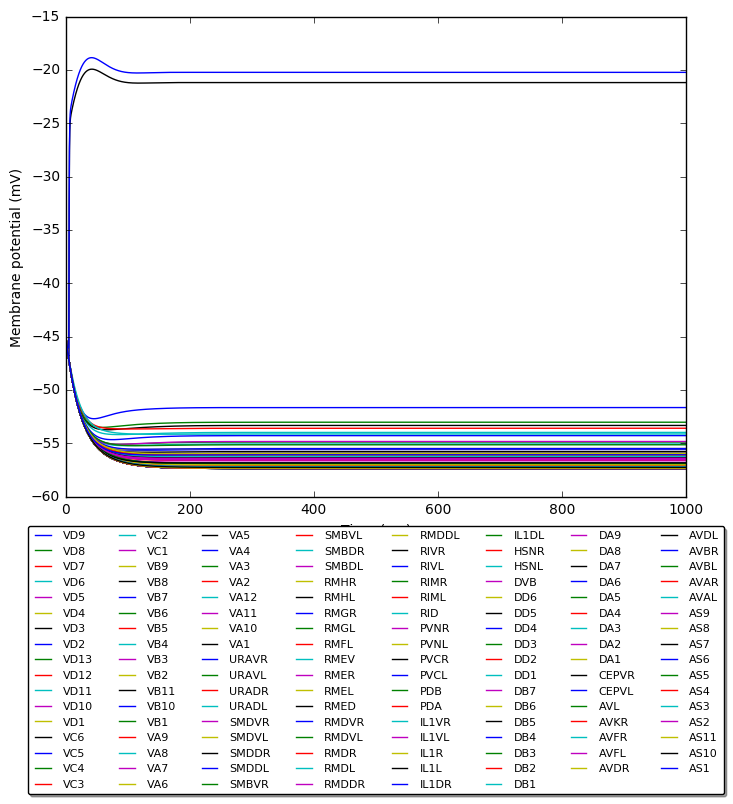 −15
−20
−25
−30
−35
−40
−45
−50
−55
−60
Membrane potential (mV)
0 200 400 600 800 1000
VD9 VC2 VA5 SMBVL RMDDL IL1DL DA9 AVDL
VD8 VC1 VA4 SMBDR RIVR HSNR DA8 AVBR
VD7 VB9 VA3 SMBDL RIVL HSNL DA7 AVBL
VD6 VB8 VA2 RMHR RIMR DVB DA6 AVAR
VD5 VB7 VA12 RMHL RIML DD6 DA5 AVAL
VD4 VB6 VA11 RMGR RID DD5 DA4 AS9
VD3 VB5 VA10 RMGL PVNR DD4 DA3 AS8
VD2 VB4 VA1 RMFL PVNL DD3 DA2 AS7
VD13 VB3 URAVR RMEV PVCR DD2 DA1 AS6
VD12 VB2 URAVL RMER PVCL DD1 CEPVR AS5
VD11 VB11 URADR RMEL PDB DB7 CEPVL AS4
VD10 VB10 URADL RMED PDA DB6 AVL AS3
VD1 VB1 SMDVR RMDVR IL1VR DB5 AVKR AS2
VC6 VA9 SMDVL RMDVL IL1VL DB4 AVFR AS11
VC5 VA8 SMDDR RMDR IL1R DB3 AVFL AS10
VC4 VA7 SMDDL RMDL IL1L DB2 AVDR AS1
VC3 VA6 SMBVR RMDDR IL1DR DB1